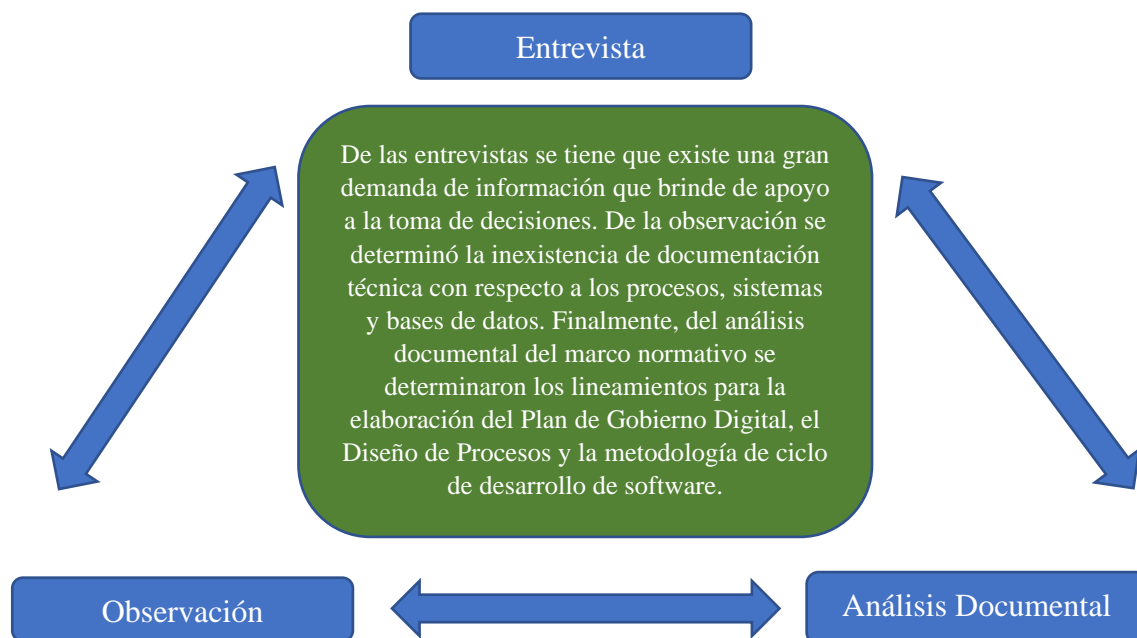 Entrevista
De las entrevistas se tiene que existe una gran
demanda de información que brinde de apoyo
a la toma de decisiones. De la observación se
determinó la inexistencia de documentación
técnica con respecto a los procesos, sistemas
y bases de datos. Finalmente, del análisis
documental del marco normativo se
determinaron los lineamientos para la
elaboración del Plan de Gobierno Digital, el
Diseño de Procesos y la metodología de ciclo
de desarrollo de software.
Observación
Análisis Documental